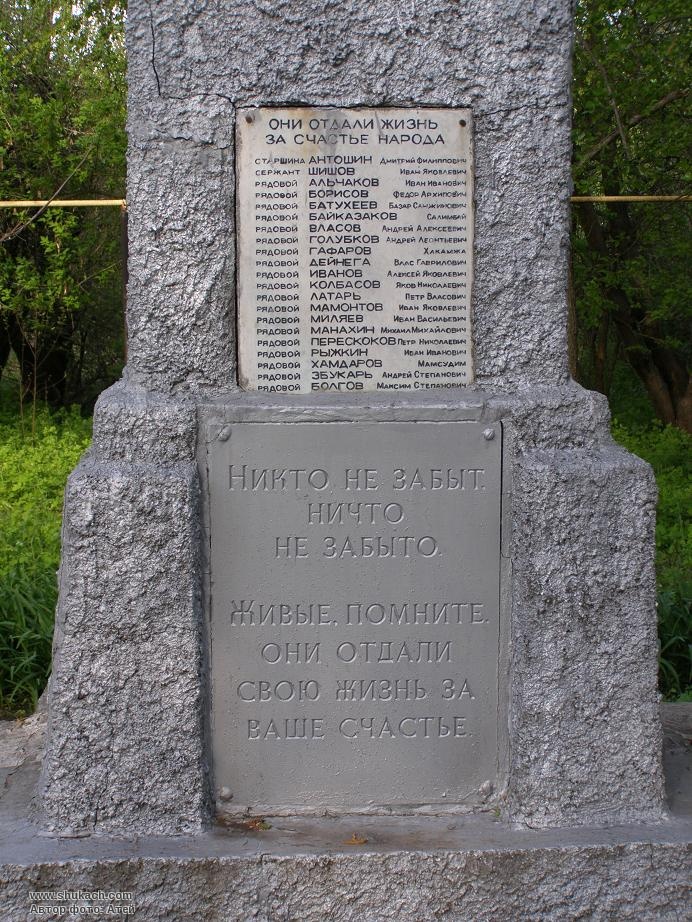 ОНИ ОТДАЛИ ЖИЗНЬ
ЗА СЧАСТЬЕ НАРОДА
СТАРШИНА АНТОШИН ДМИТРИЙ ФИЛИППОВИЧ
СЕРЖАНТ ШИШОВ ИВАН ЯКОВЛЕВИЧ
РЯДОВОЙ АЛЬЧАКОВ ИВАН ИВАНОВИЧ
РЯДОВОЙ БОРИСОВ ФЕДОР АРХИПОВИЧ
РЯДОВОЙ БАТУХЕЕВ БАЗАР САНЖИНОВИЧ
РЯДОВОЙ БАЙКАЗАКОВ САЛИМБАЙ
РЯДОВОЙ ВЛАСОВ АНДРЕЙ АЛЕКСЕЕВИЧ
РЯДОВОЙ ГОЛУБКОВ АНДРЕЙ ЛЕОНТЬЕВИЧ
РЯДОВОЙ ГАФАРОВ ХАКАМЖА
РЯДОВОЙ ДЕЙНЕГА ВЛАС ГАВРИЛОВИЧ
РЯДОВОЙ ИВАНОВ АЛЕКСЕЙ ЯКОВЛЕВИЧ
РЯДОВОЙ КОЛБАСОВ ЯКОВ НИКОЛАЕВИЧ
РЯДОВОЙ ЛАТАРЬ ПЕТР ВЛАСОВИЧ
РЯДОВОЙ МАМОНТОВ ИВАН ЯКОВЛЕВИЧ
РЯДОВОЙ МИЛЯЕВ ИВАН ВАСИЛЬЕВИЧ
РЯДОВОЙ МАНАХИН МИХАИЛ МИХАЙЛОВИЧ
РЯДОВОЙ ПЕРЕСКОКОВ ПЕТР НИКОЛАЕВИЧ
РЯДОВОЙ РЫЖКИН ИВАН ИВАНОВИЧ
РЯДОВОЙ ХАМДАРОВ МАМСУДИМ
РЯДОВОЙ ЗБУКАРЬ АНДРЕЙ СТЕПАНОВИЧ
РЯДОВОЙ БОЛГОВ МАКСИМ СТЕПАНОВИЧ
НИКТО, НЕ ЗАБЫТ.
НИЧТО
НЕ ЗАБЫТО.
ЖИВЫЕ, ПОМНИТЕ.
ОНИ ОТДАЛИ
СВОЮ ЖИЗНЬ ЗА
ВАШЕ СЧАСТЬЕ.
www.shukach.com
Автор фото: Атей